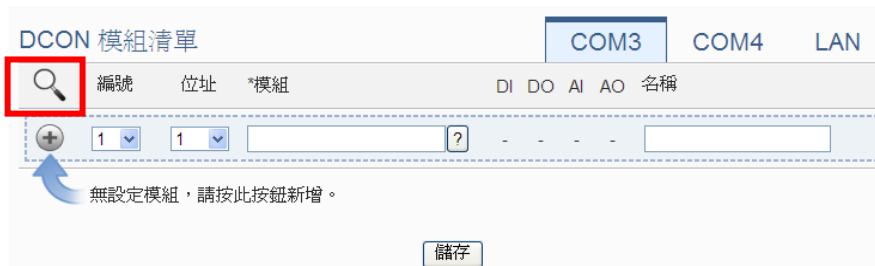 DCON 模組清單 COM3 COM4 LAN
編號 位址 *模組 DI DO AI AO 名稱
1 1 ? - - - -
無設定模組，請按此按鈕新增。
儲存